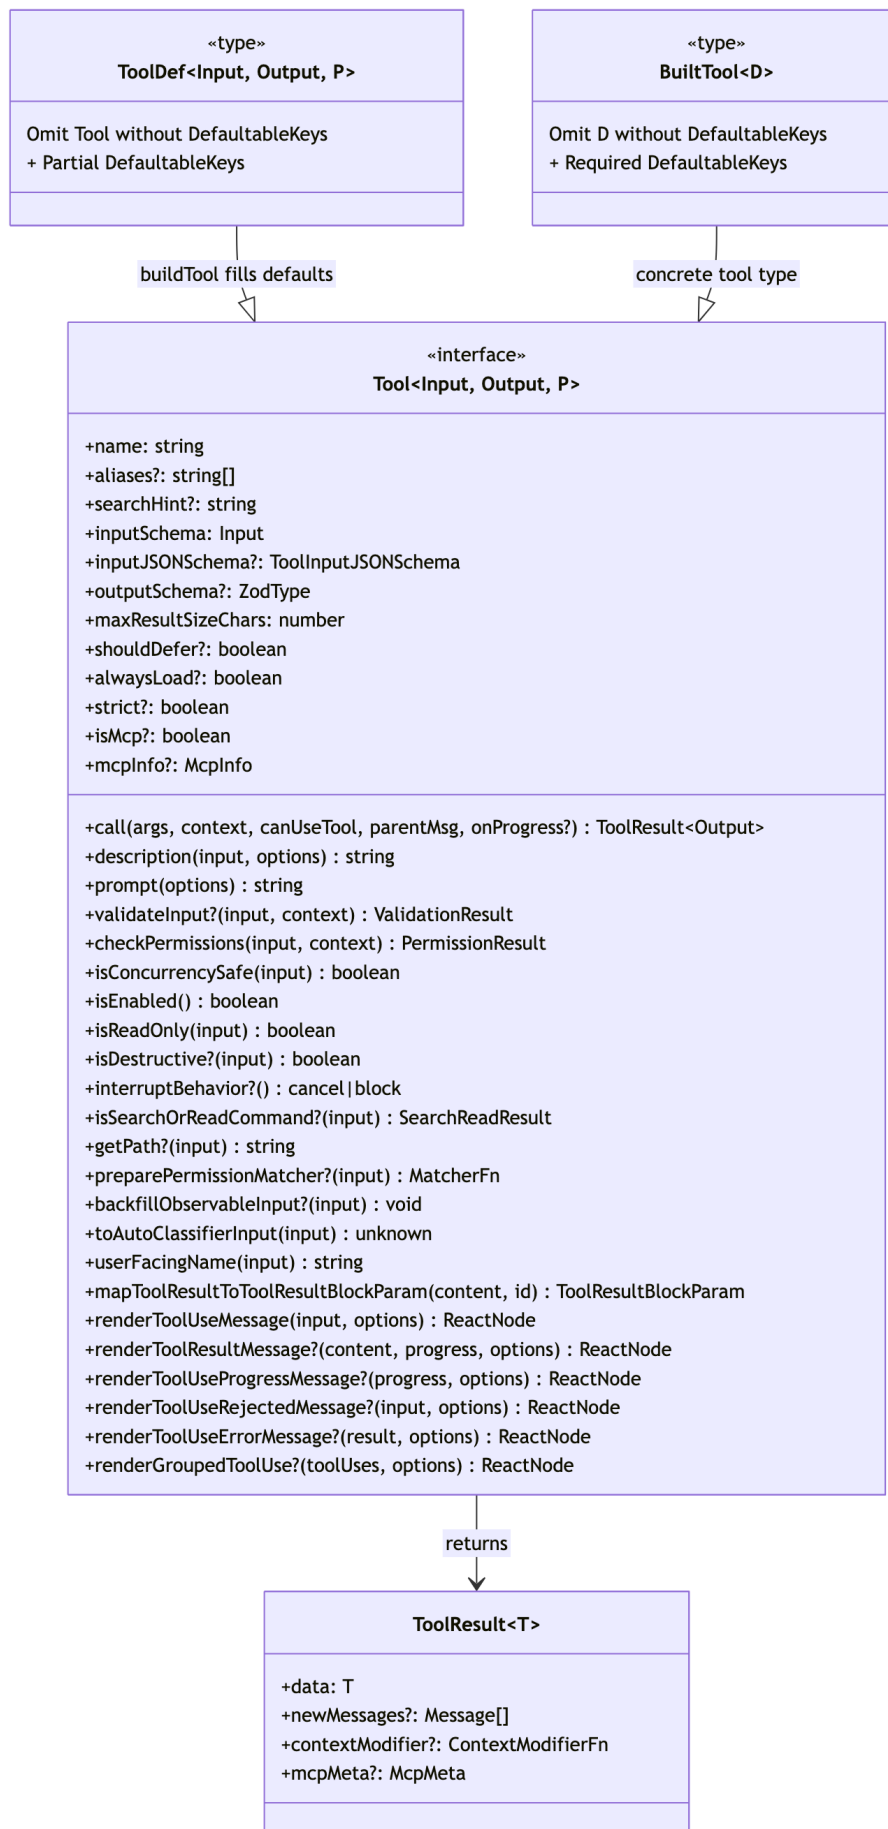 «type»
ToolDef<Input, Output, P>
Omit Tool without DefaultableKeys
+ Partial DefaultableKeys
«type»
BuiltTool<D>
Omit D without DefaultableKeys
+ Required DefaultableKeys
buildTool fills defaults
concrete tool type
«interface»
Tool<Input, Output, P>
+name: string
+aliases?: string[]
+searchHint?: string
+inputSchema: Input
+inputJSONSchema?: ToolInputJSONSchema
+outputSchema?: ZodType
+maxResultSizeChars: number
+shouldDefer?: boolean
+alwaysLoad?: boolean
+strict?: boolean
+isMcp?: boolean
+mcpInfo?: McpInfo
+call(args, context, canUseTool, parentMsg, onProgress?) : ToolResult<Output>
+description(input, options) : string
+prompt(options) : string
+validateInput?(input, context) : ValidationResult
+checkPermissions(input, context) : PermissionResult
+isConcurrencySafe(input) : boolean
+isEnabled() : boolean
+isReadOnly(input) : boolean
+isDestructive?(input) : boolean
+interruptBehavior?() : cancel|block
+isSearchOrReadCommand?(input) : SearchReadResult
+getPath?(input) : string
+preparePermissionMatcher?(input) : MatcherFn
+backfillObservableInput?(input) : void
+toAutoClassifierInput(input) : unknown
+userFacingName(input) : string
+mapToolResultToToolResultBlockParam(content, id) : ToolResultBlockParam
+renderToolUseMessage(input, options) : ReactNode
+renderToolResultMessage?(content, progress, options) : ReactNode
+renderToolUseProgressMessage?(progress, options) : ReactNode
+renderToolUseRejectedMessage?(input, options) : ReactNode
+renderToolUseErrorMessage?(result, options) : ReactNode
+renderGroupedToolUse?(toolUses, options) : ReactNode
returns
ToolResult<T>
+data: T
+newMessages?: Message[]
+contextModifier?: ContextModifierFn
+mcpMeta?: McpMeta